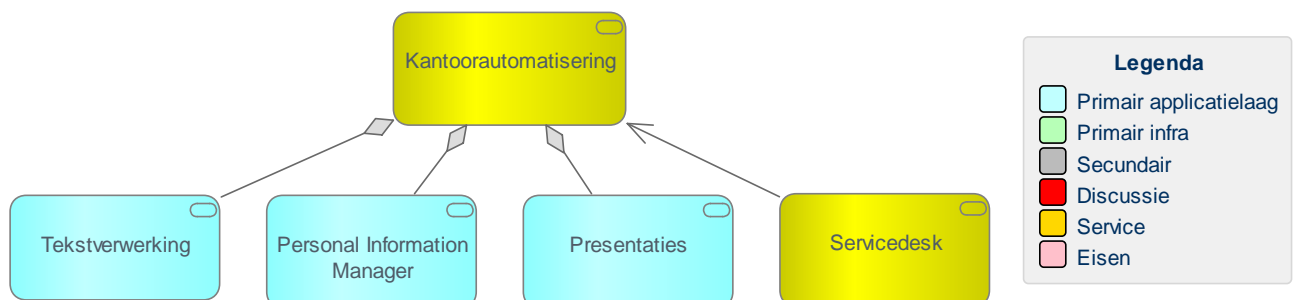 Kantoorautomatisering
Tekstverwerking
Personal Information
Manager
Presentaties
Servicedesk
Legenda
Primair applicatielaag
Primair infra
Secundair
Discussie
Service
Eisen